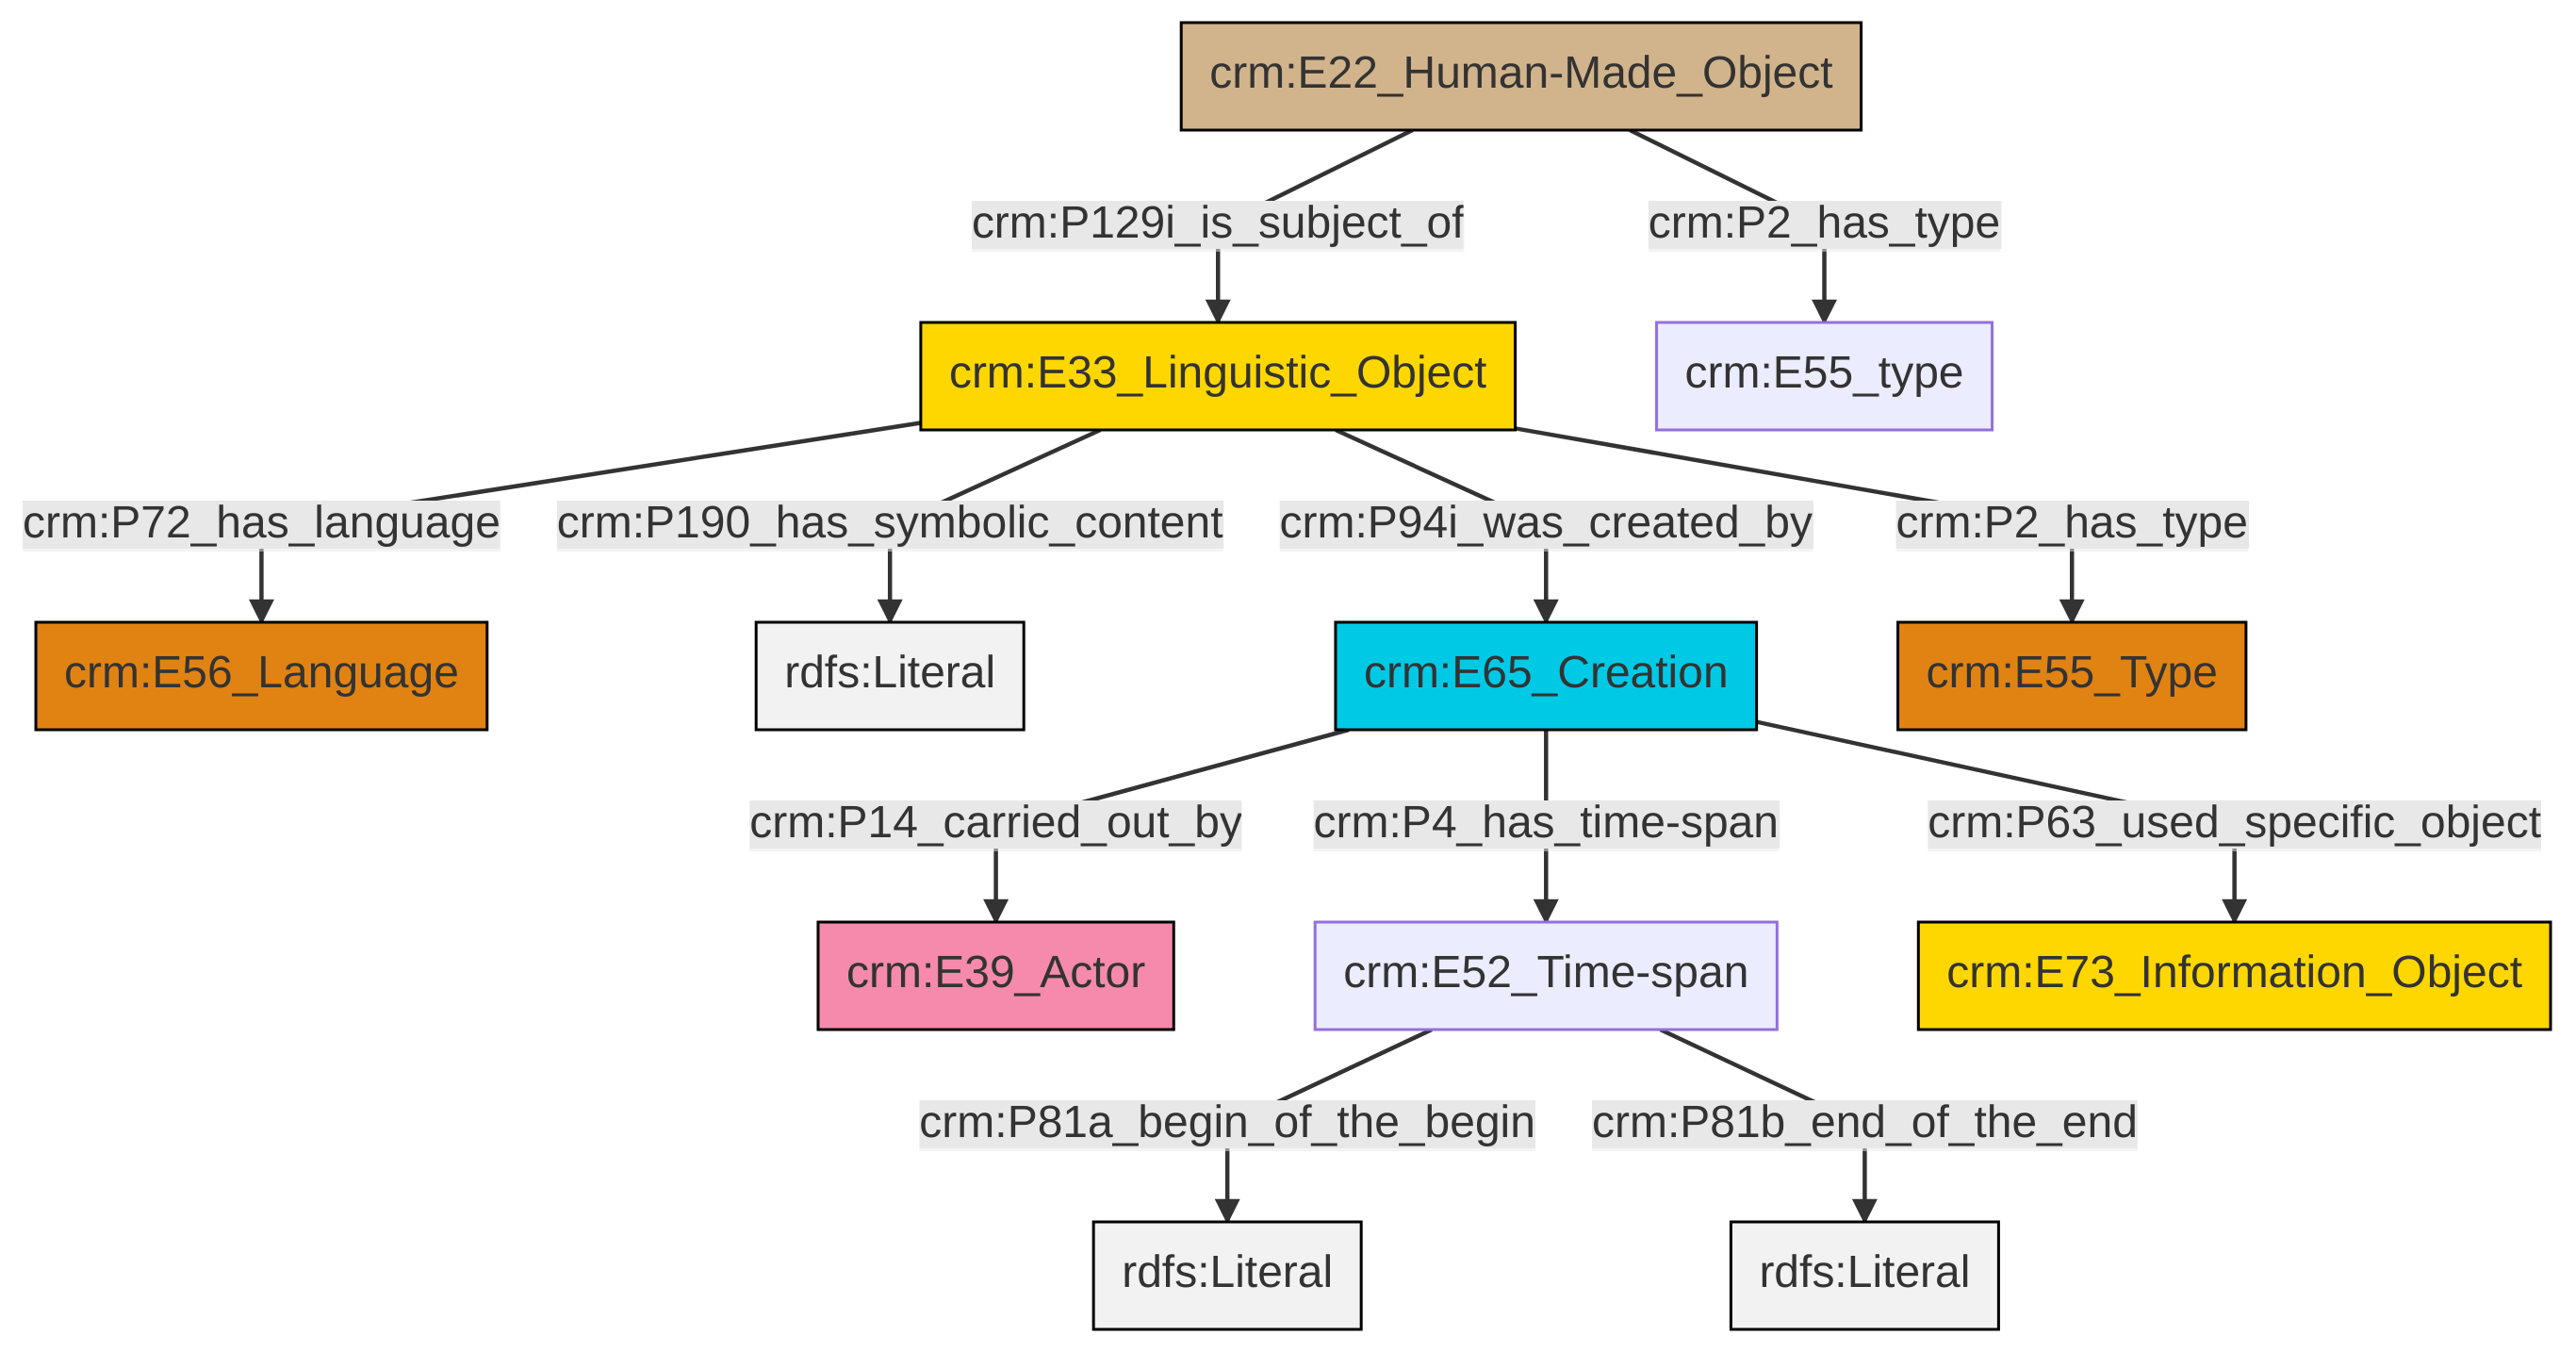 crm:E22_Human-Made_Object
crm:P129i_is_subject_of
crm:P2_has_type
crm:E33_Linguistic_Object
crm:E55_type
crm:P72_has_language
crm:P190_has_symbolic_content
crm:P94i_was_created_by
crm:P2_has_type
crm:E56_Language
rdfs:Literal
crm:E65_Creation
crm:E55_Type
crm:P14_carried_out_by
crm:P4_has_time-span
crm:P63_used_specific_object
crm:E39_Actor
crm:E52_Time-span
crm:E73_Information_Object
crm:P81a_begin_of_the_begin
crm:P81b_end_of_the_end
rdfs:Literal
rdfs:Literal